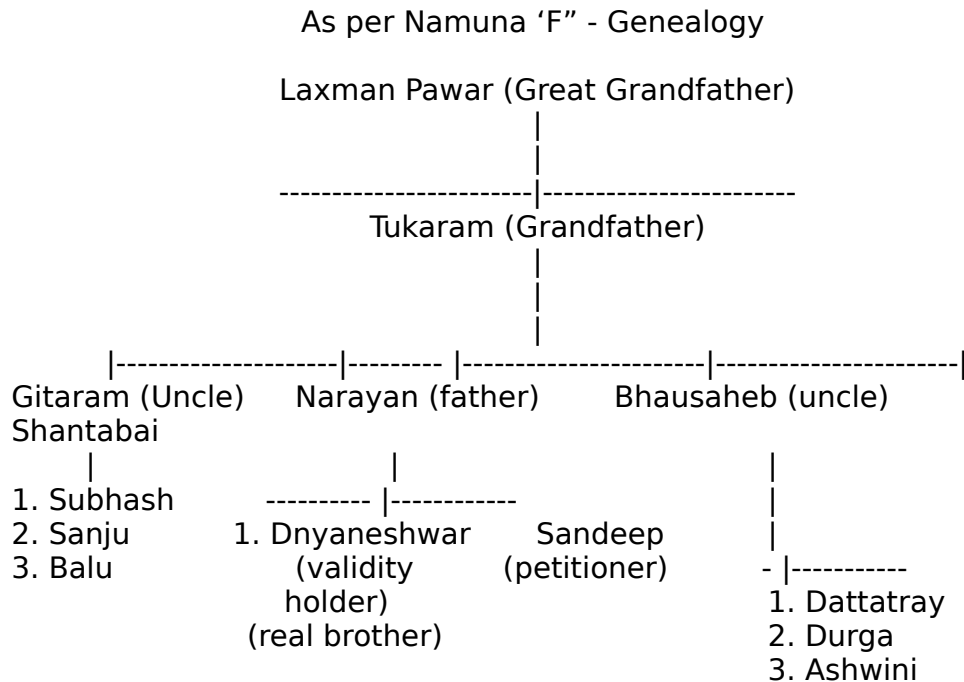 As per Namuna ‘F” - Genealogy
Laxman Pawar (Great Grandfather)
|
|
------------------------|------------------------
Tukaram (Grandfather)
|
|
|
|---------------------|--------- |-----------------------|-----------------------|
Gitaram (Uncle) Narayan (father) Bhausaheb (uncle)
Shantabai
| | |
1. Subhash ---------- |------------ |
2. Sanju 1. Dnyaneshwar Sandeep |
3. Balu (validity (petitioner) - |-----------
holder) 1. Dattatray
(real brother) 2. Durga
3. Ashwini